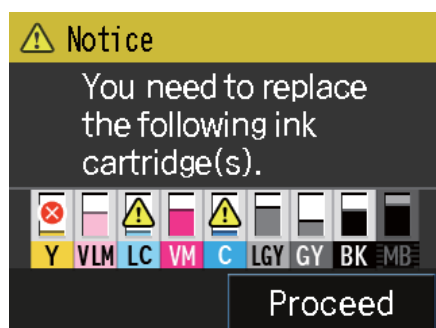 Notice
You need to replace
the following ink
cartridge(s).
Y VLM LC VM C LGY GY BK MB
Proceed